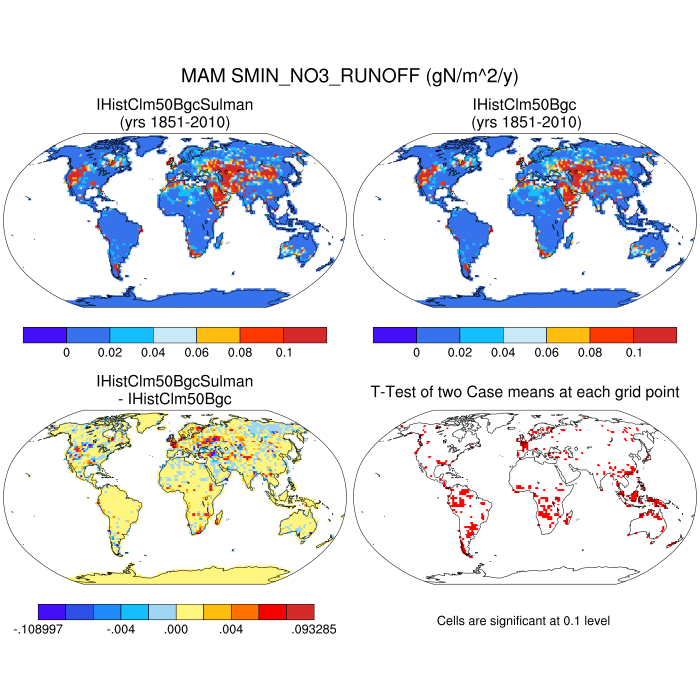 MAM SMIN_NO3_RUNOFF (gN/m^2/y)
IHistClm50BgcSulman
(yrs 1851-2010)
IHistClm50Bgc
(yrs 1851-2010)
0 0.02 0.04 0.06 0.08 0.1
0 0.02 0.04 0.06 0.08 0.1
IHistClm50BgcSulman
- IHistClm50Bgc
T-Test of two Case means at each grid point
-.108997 -.004 .000 .004 .093285
Cells are significant at 0.1 level